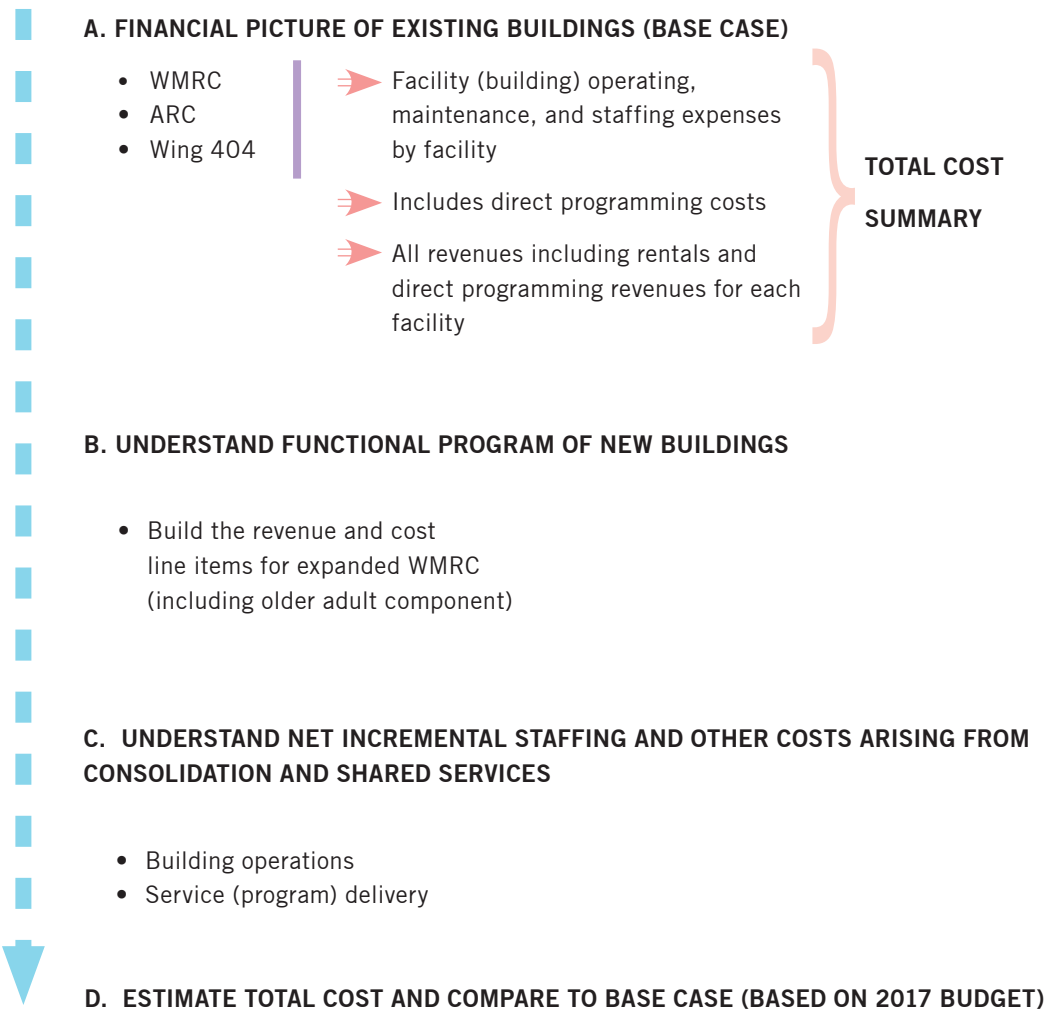 A. FINANCIAL PICTURE OF EXISTING BUILDINGS (BASE CASE)
• WMRC
• ARC
• Wing 404
Facility (building) operating,
maintenance, and staffing expenses
by facility
Includes direct programming costs
All revenues including rentals and
direct programming revenues for each
facility
TOTAL COST
SUMMARY
B. UNDERSTAND FUNCTIONAL PROGRAM OF NEW BUILDINGS
• Build the revenue and cost
line items for expanded WMRC
(including older adult component)
C. UNDERSTAND NET INCREMENTAL STAFFING AND OTHER COSTS ARISING FROM
CONSOLIDATION AND SHARED SERVICES
• Building operations
• Service (program) delivery
D. ESTIMATE TOTAL COST AND COMPARE TO BASE CASE (BASED ON 2017 BUDGET)